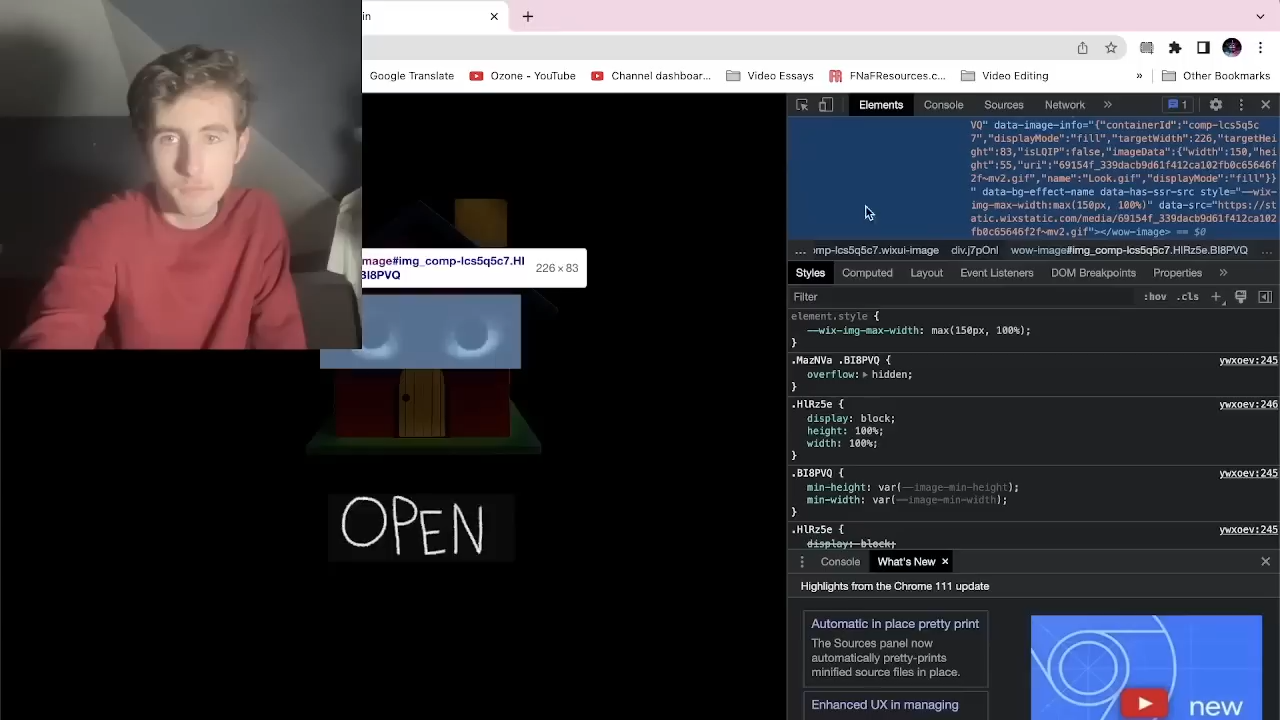 in
Google Translate
Ozone - YouTube
Channel dashboar...
Video Essays
FNaFResources.c...
Video Editing
»
Other Bookmarks
Elements
Console
Sources
Network
»
1
VQ" data-image-info="{"containerId":"comp-lcs5q5c
7","displayMode":"fill","targetWidth":226,"targetHei
ght":83,"isLQIP":false,"imageData":{"width":150,"hei
ght":55,"uri":"69154f_339dacb9d61f412ca102fb0c65646f
2f~mv2.gif","name":"Look.gif","displayMode":"fill"}}
" data-bg-effect-name data-has-ssr-src style="--wix-
img-max-width:max(150px, 100%)" data-src="https://st
atic.wixstatic.com/media/69154f_339dacb9d61f412ca102
fb0c65646f2f~mv2.gif"></wow-image> == $0
... omp-lcs5q5c7.wixui-image div.j7pOnl wow-image#img_comp-lcs5q5c7.HlRz5e.BI8PVQ ...
mage#img_comp-lcs5q5c7.Hl
BI8PVQ
226 × 83
Styles
Computed
Layout
Event Listeners
DOM Breakpoints
Properties
»
Filter
:hov .cls +
element.style {
--wix-img-max-width: max(150px, 100%);
}
.MazNVa .BI8PVQ {
ywxoev:245
overflow: hidden;
}
.HlRz5e {
ywxoev:246
display: block;
height: 100%;
width: 100%;
}
.BI8PVQ {
ywxoev:245
min-height: var(--image-min-height);
min-width: var(--image-min-width);
}
.HlRz5e {
ywxoev:245
display: block;
OPEN
Console
What's New
Highlights from the Chrome 111 update
Automatic in place pretty print
The Sources panel now
automatically pretty-prints
minified source files in place.
Enhanced UX in managing
new